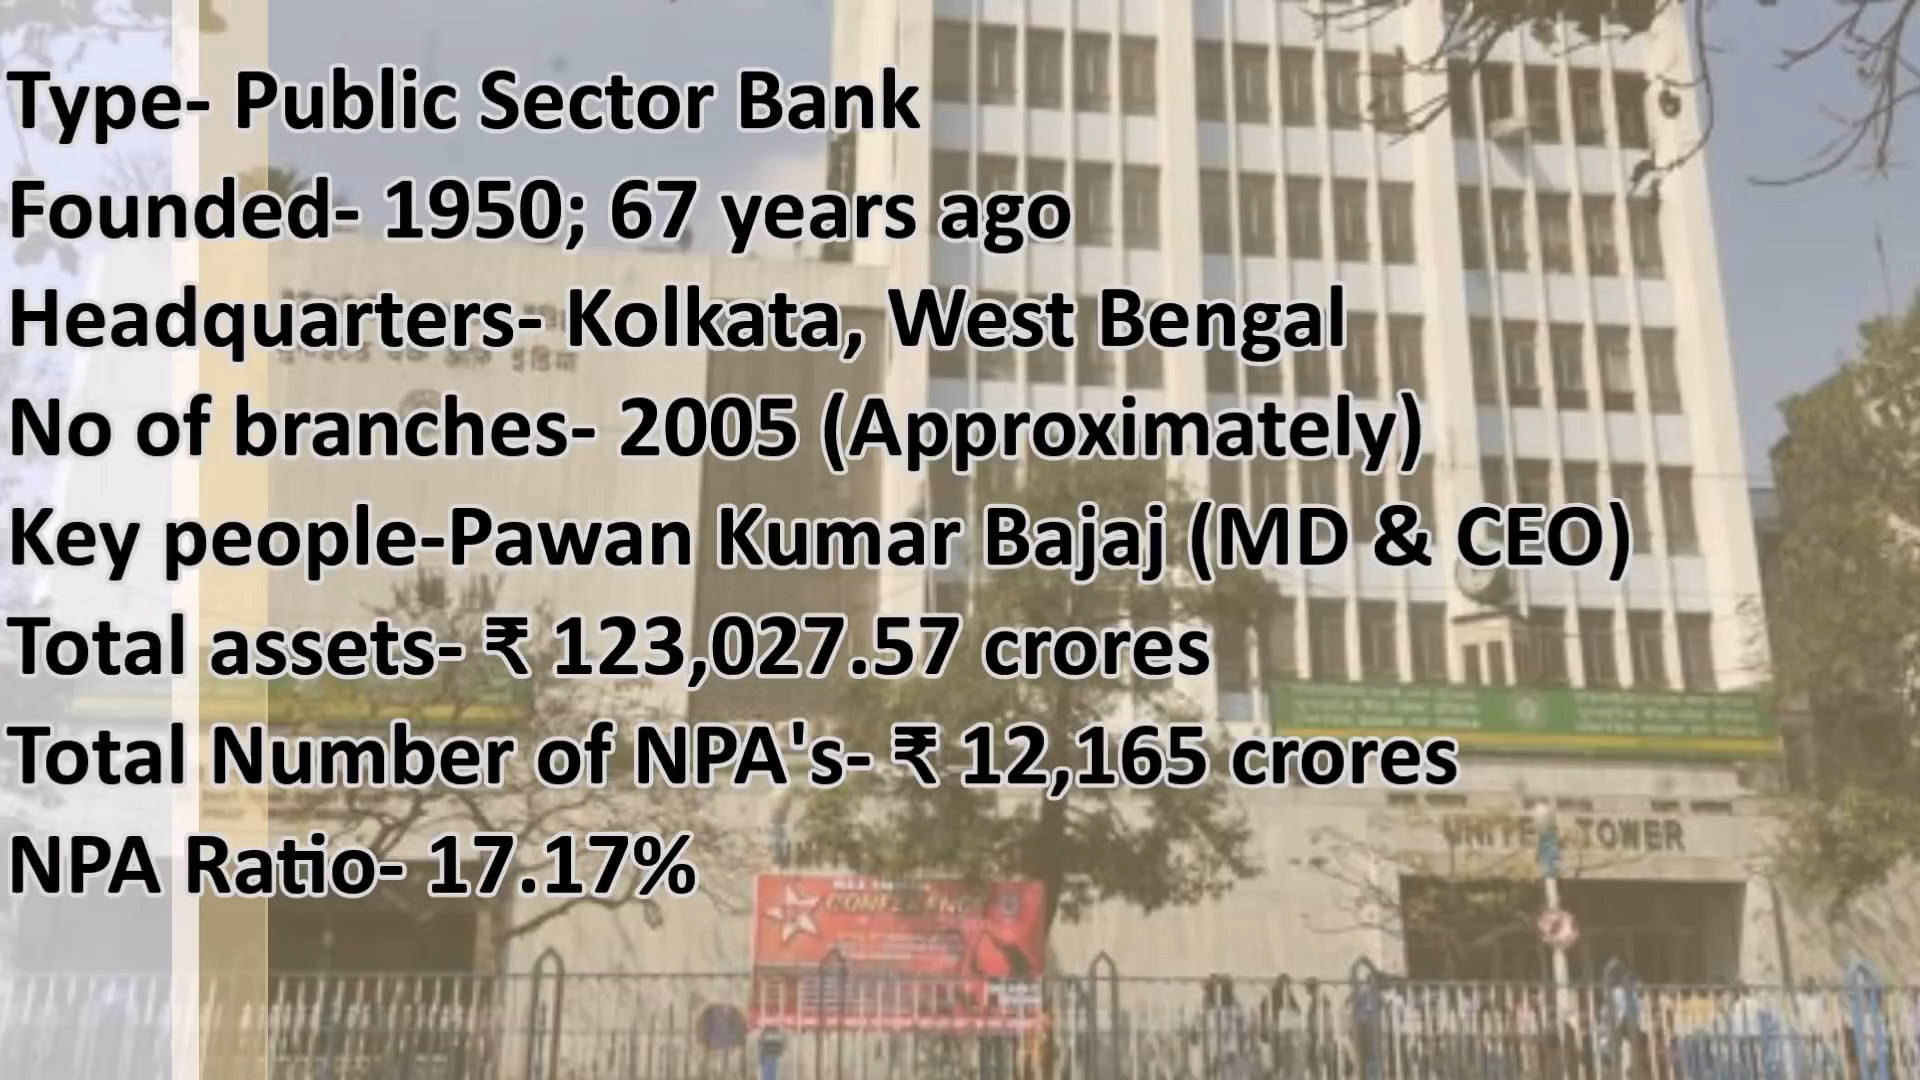 Type- Public Sector Bank
Founded- 1950; 67 years ago
Headquarters- Kolkata, West Bengal
No of branches- 2005 (Approximately)
Key people-Pawan Kumar Bajaj (MD & CEO)
Total assets- ₹ 123,027.57 crores
Total Number of NPA's- ₹ 12,165 crores
NPA Ratio- 17.17%
UNITED TOWER
CONFERENCE